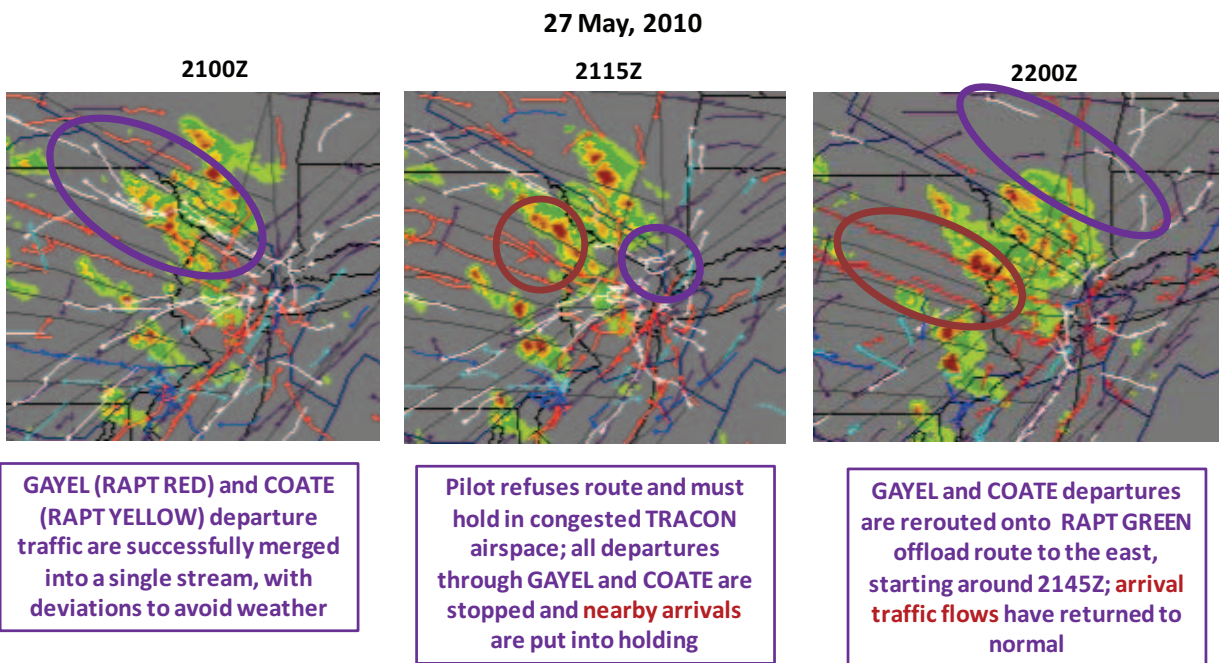 27 May, 2010
2100Z
2115Z
2200Z
GAYEL (RAPT RED) and COATE
(RAPT YELLOW) departure
traffic are successfully merged
into a single stream, with
deviations to avoid weather
Pilot refuses route and must
hold in congested TRACON
airspace; all departures
through GAYEL and COATE are
stopped and nearby arrivals
are put into holding
GAYEL and COATE departures
are rerouted onto RAPT GREEN
offload route to the east,
starting around 2145Z; arrival
traffic flows have returned to
normal